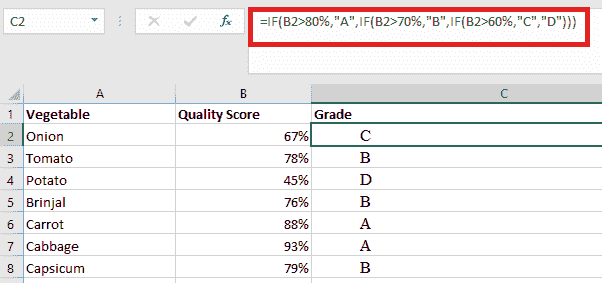 C2 fx =IF(B2>80%,"A",IF(B2>70%,"B",IF(B2>60%,"C","D")))
A B C
1 Vegetable Quality Score Grade
2 Onion 67% C
3 Tomato 78% B
4 Potato 45% D
5 Brinjal 76% B
6 Carrot 88% A
7 Cabbage 93% A
8 Capsicum 79% B